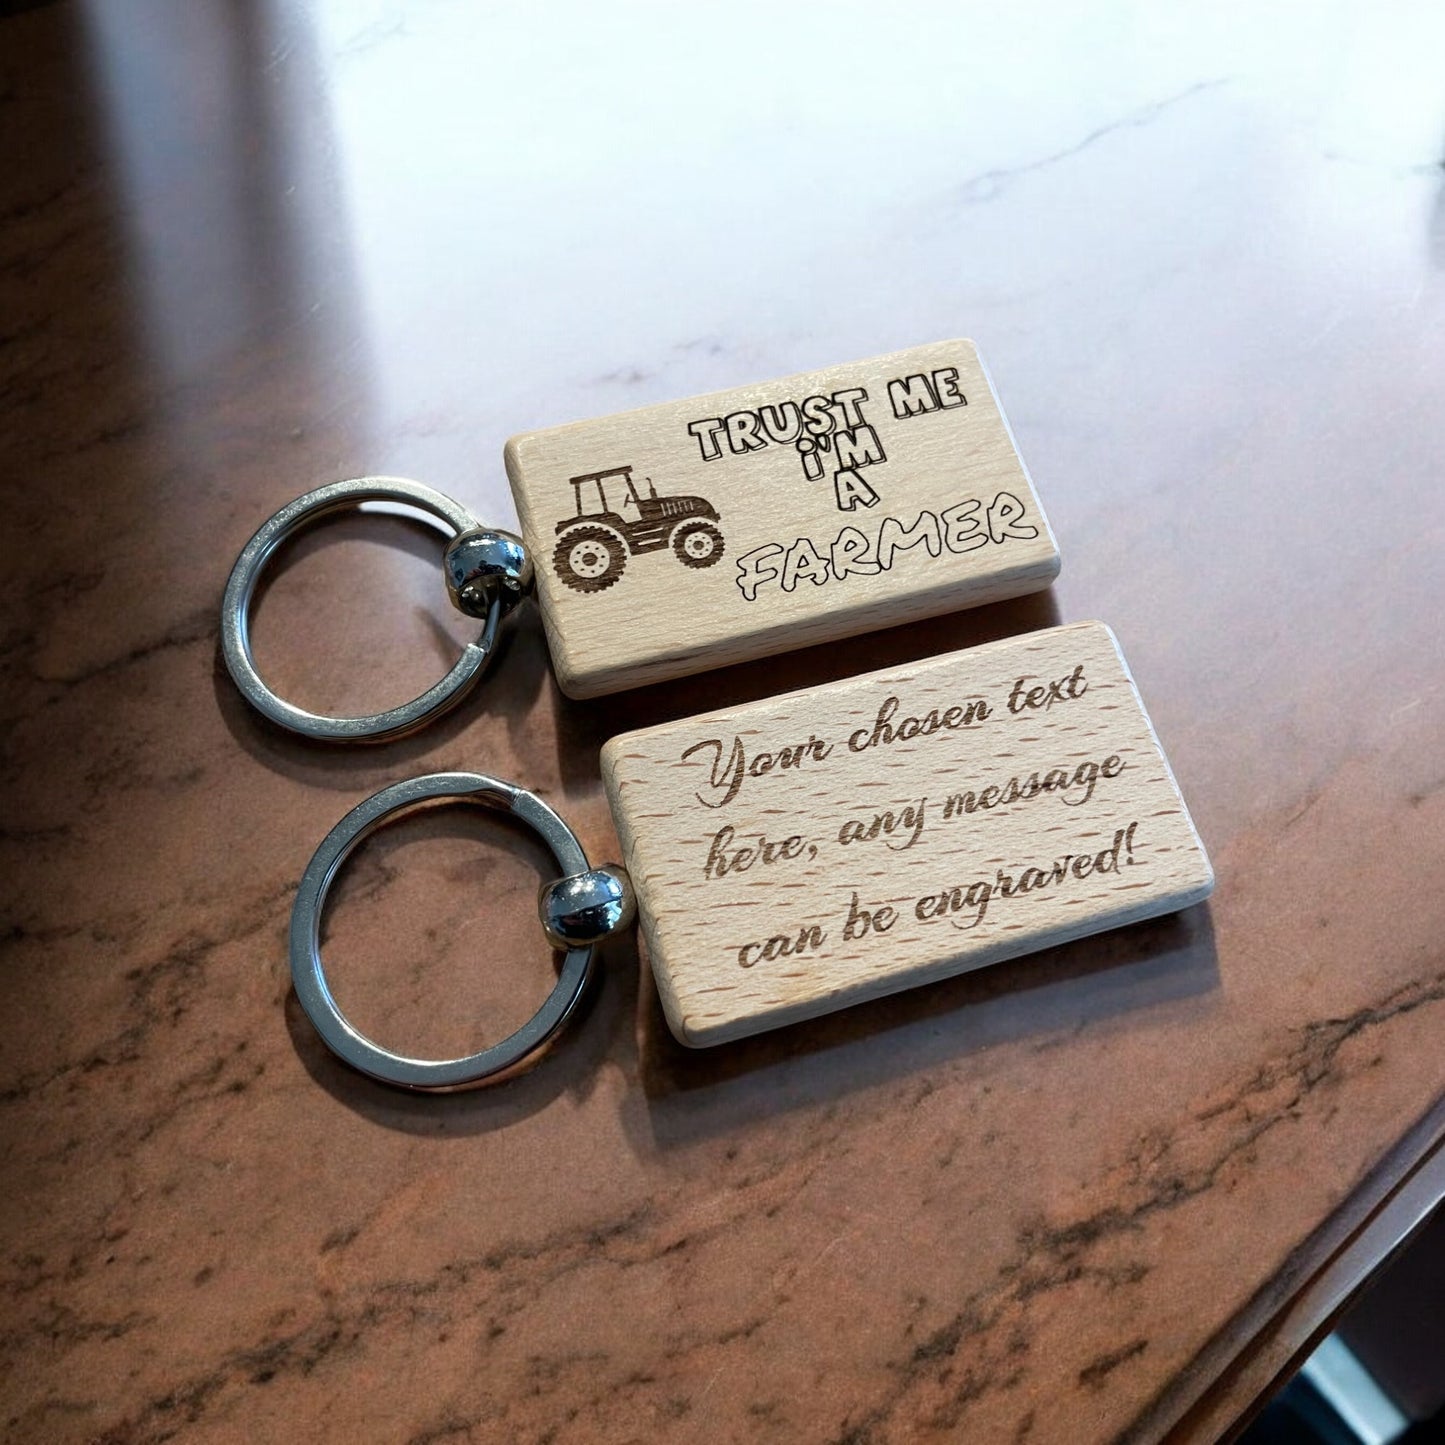 TRUST ME
i'M
A
FARMER
Your chosen text
here, any message
can be engraved!